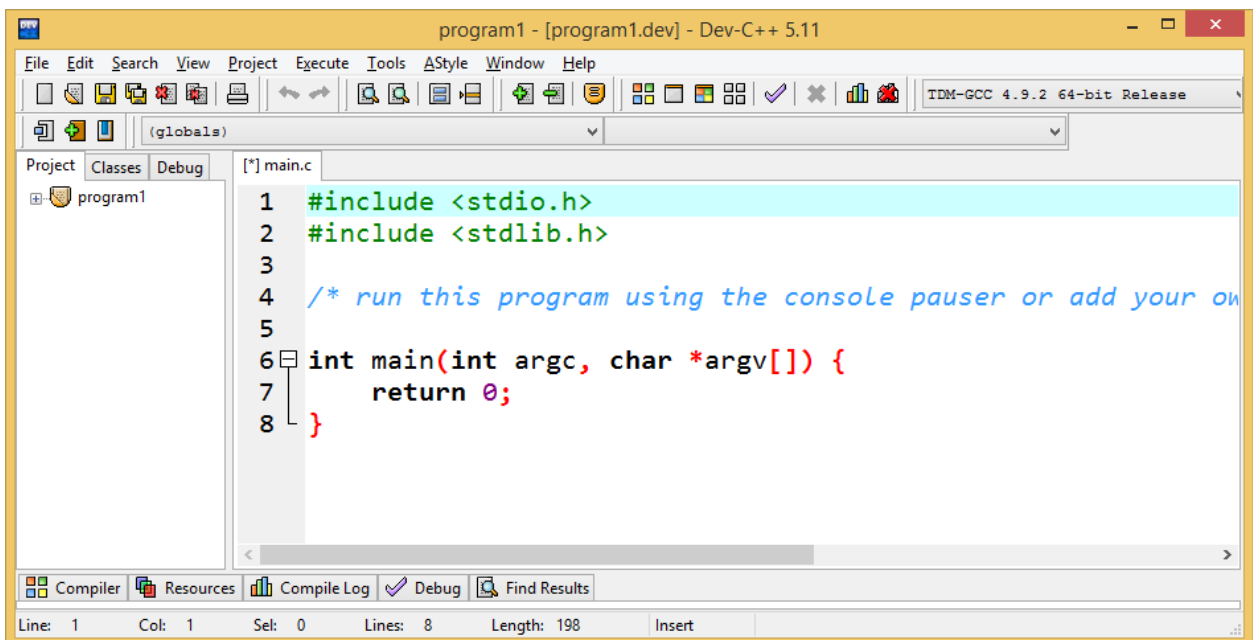 program1 - [program1.dev] - Dev-C++ 5.11
File Edit Search View Project Execute Tools AStyle Window Help
TDM-GCC 4.9.2 64-bit Release
(globals)
Project Classes Debug
[*] main.c
program1
1 #include <stdio.h>
2 #include <stdlib.h>
3
4 /* run this program using the console pauser or add your
5
6 int main(int argc, char *argv[]) {
7 return 0;
8 }
Compiler Resources Compile Log Debug Find Results
Line: 1 Col: 1 Sel: 0 Lines: 8 Length: 198 Insert